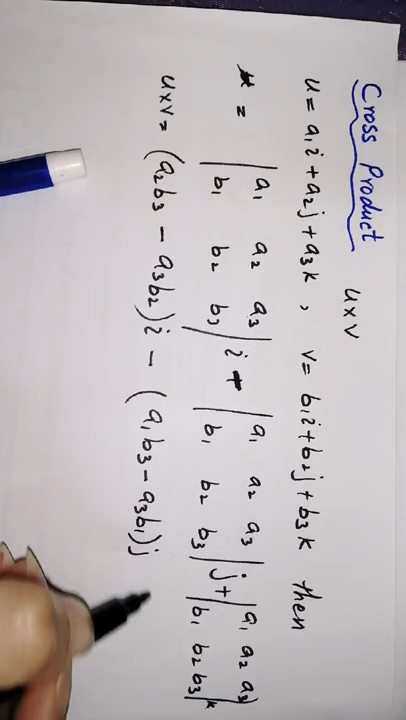 Cross Product
u×v
u = a₁i + a₂j + a₃k , v = b₁i + b₂j + b₃k then
= | a₁ a₂ a₃ | i - | a₁ a₂ a₃ | j + | a₁ a₂ a₃ | k
| b₁ b₂ b₃ | | b₁ b₂ b₃ | | b₁ b₂ b₃ |
u×v = (a₂b₃ - a₃b₂)i - (a₁b₃ - a₃b₁)j